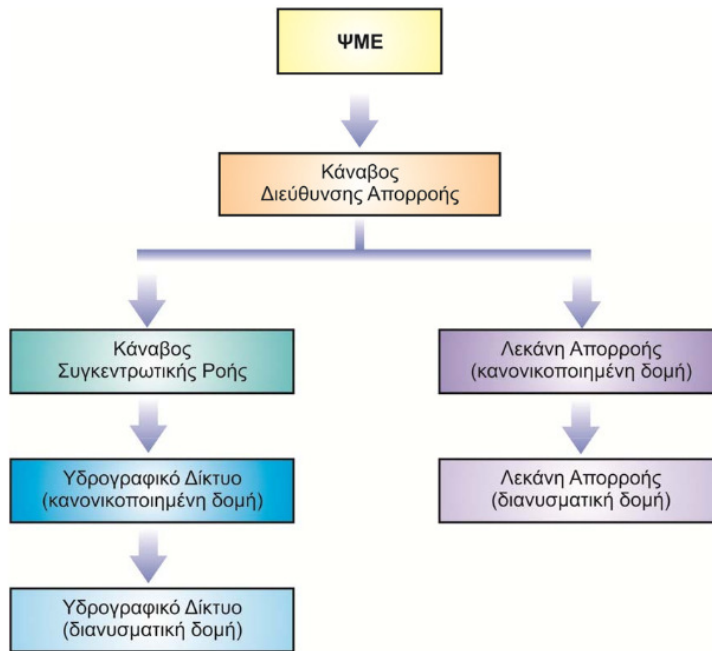 ΨΜΕ
Κάναβος
Διεύθυνσης Απορροής
Κάναβος
Συγκεντρωτικής Ροής
Λεκάνη Απορροής
(κανονικοποιημένη δομή)
Υδρογραφικό Δίκτυο
(κανονικοποιημένη δομή)
Λεκάνη Απορροής
(διανυσματική δομή)
Υδρογραφικό Δίκτυο
(διανυσματική δομή)